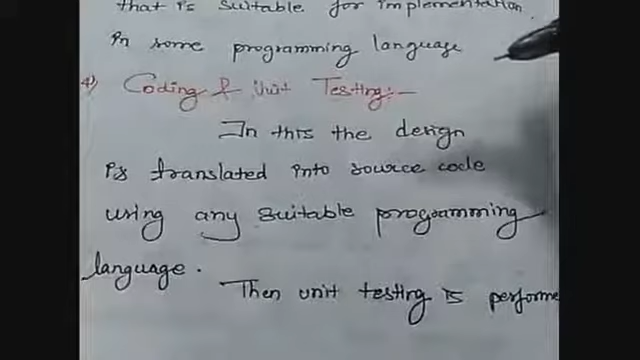 that is suitable for implementation
in some programming language
4) Coding & Unit Testing:-
In this the design
is translated into source code
using any suitable programming
language.
Then unit testing is performe